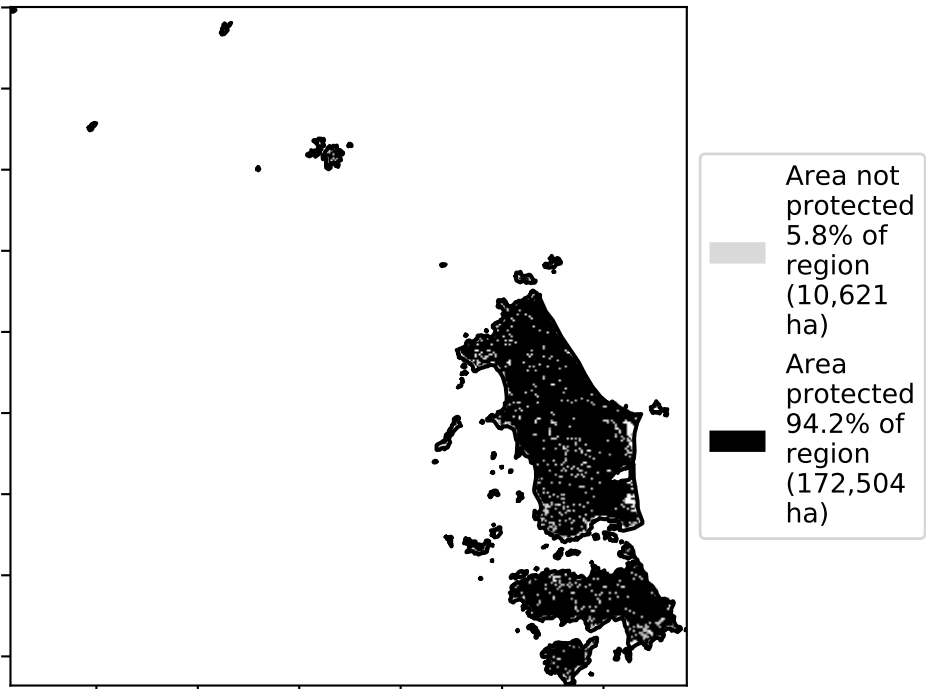 Area not
protected
5.8% of
region
(10,621
ha)
Area
protected
94.2% of
region
(172,504
ha)